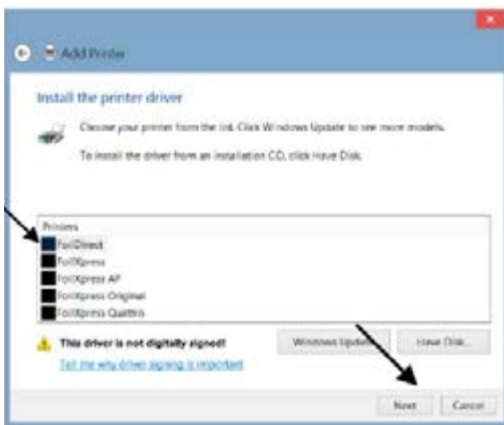 Add Printer
Install the printer driver
Choose your printer from the list. Click Windows Update to see more models.
To install the driver from an installation CD, click Have Disk.
Printers
FoilDirect
FoilXpress
FoilXpress AF
FoilXpress Original
FoilXpress Quattro
This driver is not digitally signed!
Windows Update
Have Disk...
Tell me why driver signing is important
Next
Cancel